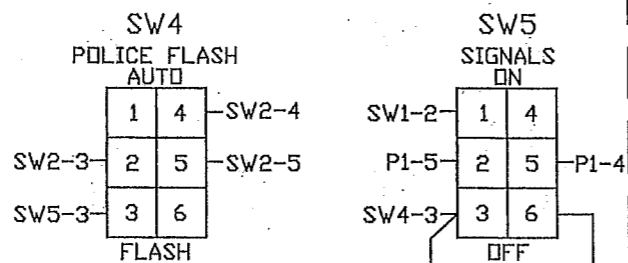 SW4
POLICE FLASH
AUTO
1 4 SW2-4
SW2-3 2 5 SW2-5
SW5-3 3 6
FLASH
SW5
SIGNALS
ON
SW1-2 1 4
P1-5 2 5 P1-4
SW4-3 3 6
OFF